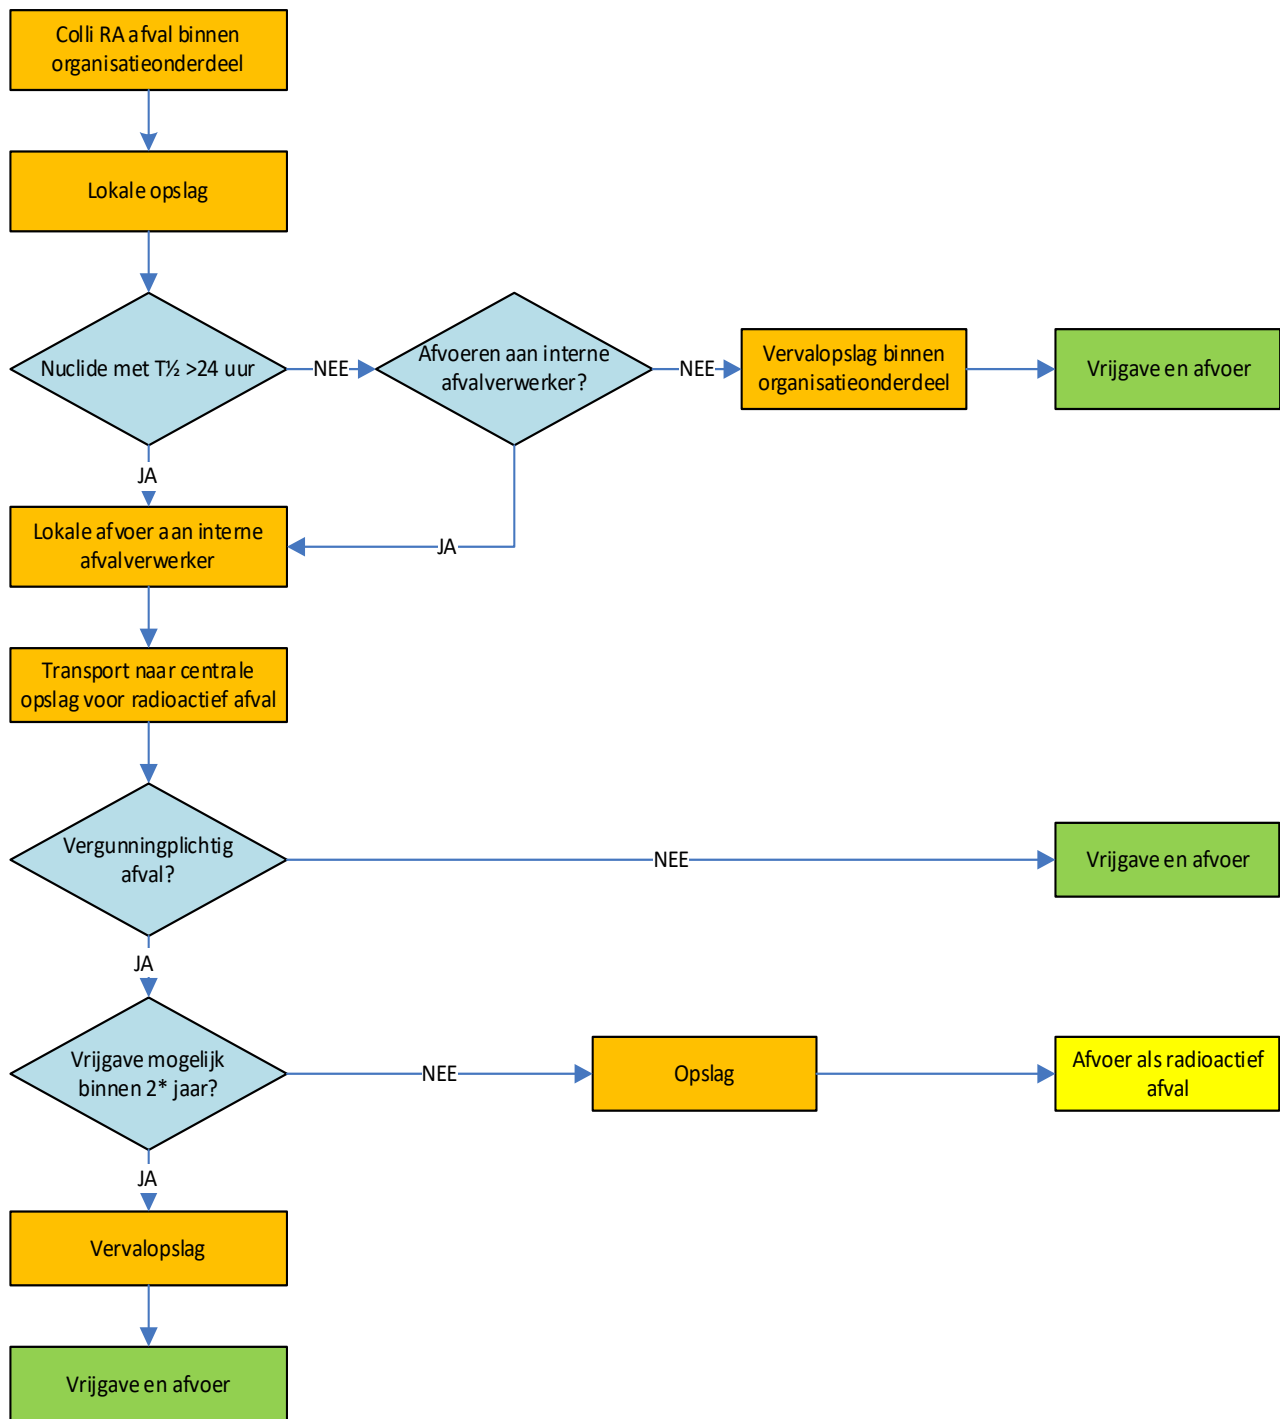 Colli RA afval binnen
organisatieonderdeel
Lokale opslag
Nuclide met T½ >24 uur
NEE
Afvoeren aan interne
afvalverwerker?
NEE
Vervalopslag binnen
organisatieonderdeel
Vrijgave en afvoer
JA
Lokale afvoer aan interne
afvalverwerker
JA
Transport naar centrale
opslag voor radioactief afval
Vergunningplichtig
afval?
NEE
Vrijgave en afvoer
JA
Vrijgave mogelijk
binnen 2* jaar?
NEE
Opslag
Afvoer als radioactief
afval
JA
Vervalopslag
Vrijgave en afvoer